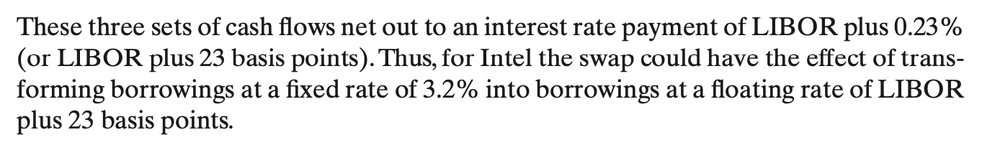 These three sets of cash flows net out to an interest rate payment of LIBOR plus 0.23%
(or LIBOR plus 23 basis points). Thus, for Intel the swap could have the effect of trans-
forming borrowings at a fixed rate of 3.2% into borrowings at a floating rate of LIBOR
plus 23 basis points.